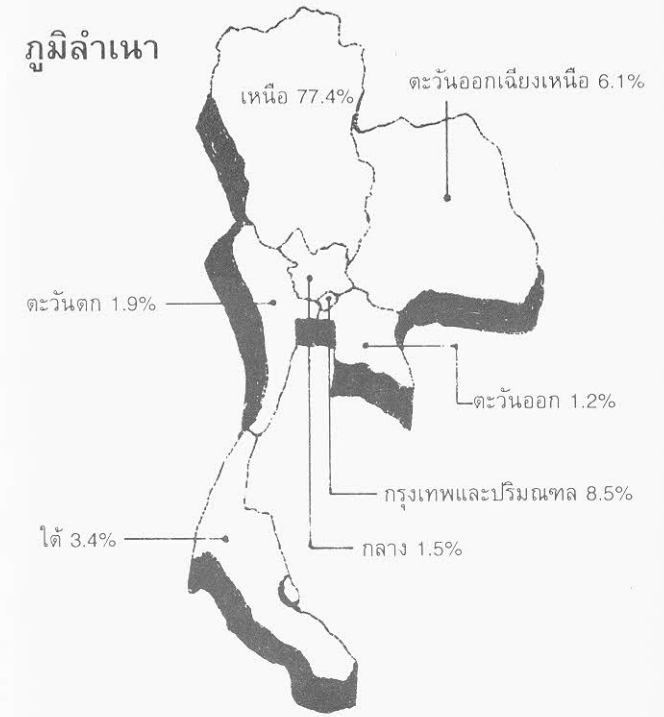 ภูมิลำเนา
เหนือ 77.4%
ตะวันออกเฉียงเหนือ 6.1%
ตะวันตก 1.9%
ตะวันออก 1.2%
กรุงเทพและปริมณฑล 8.5%
ใต้ 3.4%
กลาง 1.5%